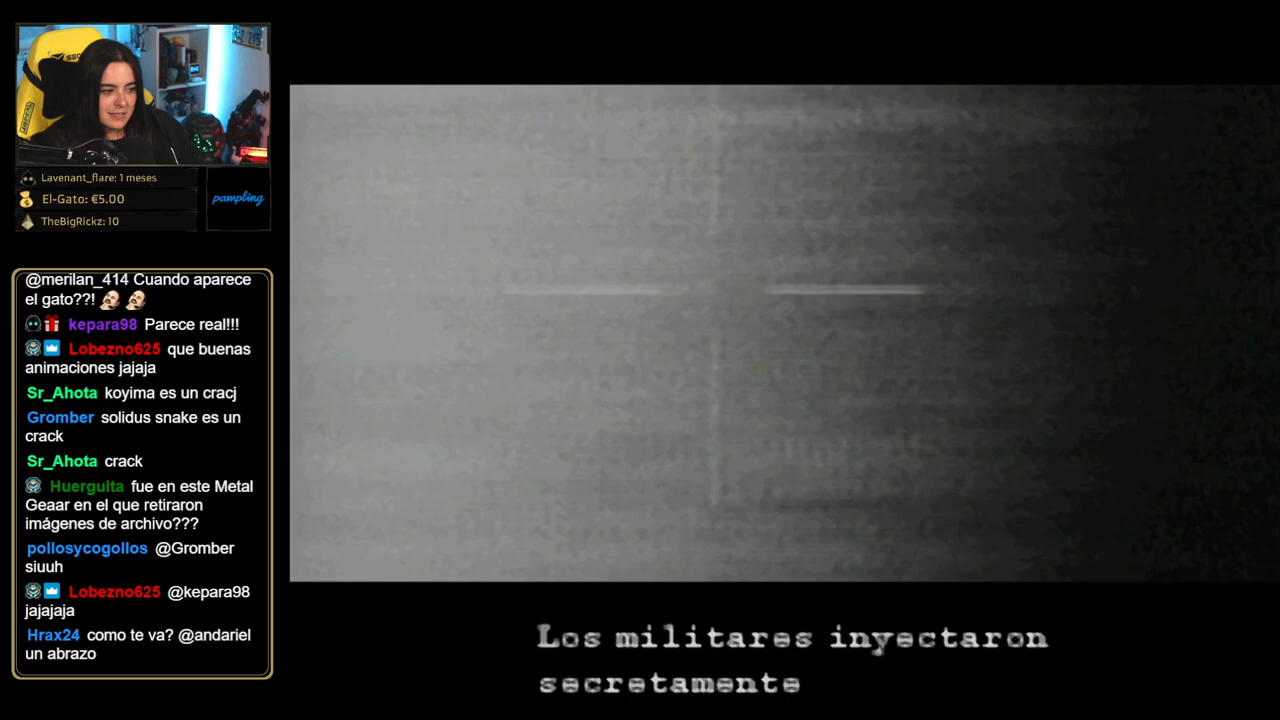 Lavenant_flare: 1 meses
El-Gato: €5.00
TheBigRickz: 10
pampling
@merilan_414 Cuando aparece
el gato??!
kepara98 Parece real!!!
Lobezno625 que buenas
animaciones jajaja
Sr_Ahota koyima es un cracj
Gromber solidus snake es un
crack
Sr_Ahota crack
Huerguita fue en este Metal
Geaar en el que retiraron
imágenes de archivo???
pollosycogollos @Gromber
siuuh
Lobezno625 @kepara98
jajajaja
Hrax24 como te va? @andariel
un abrazo
Los militares inyectaron
secretamente